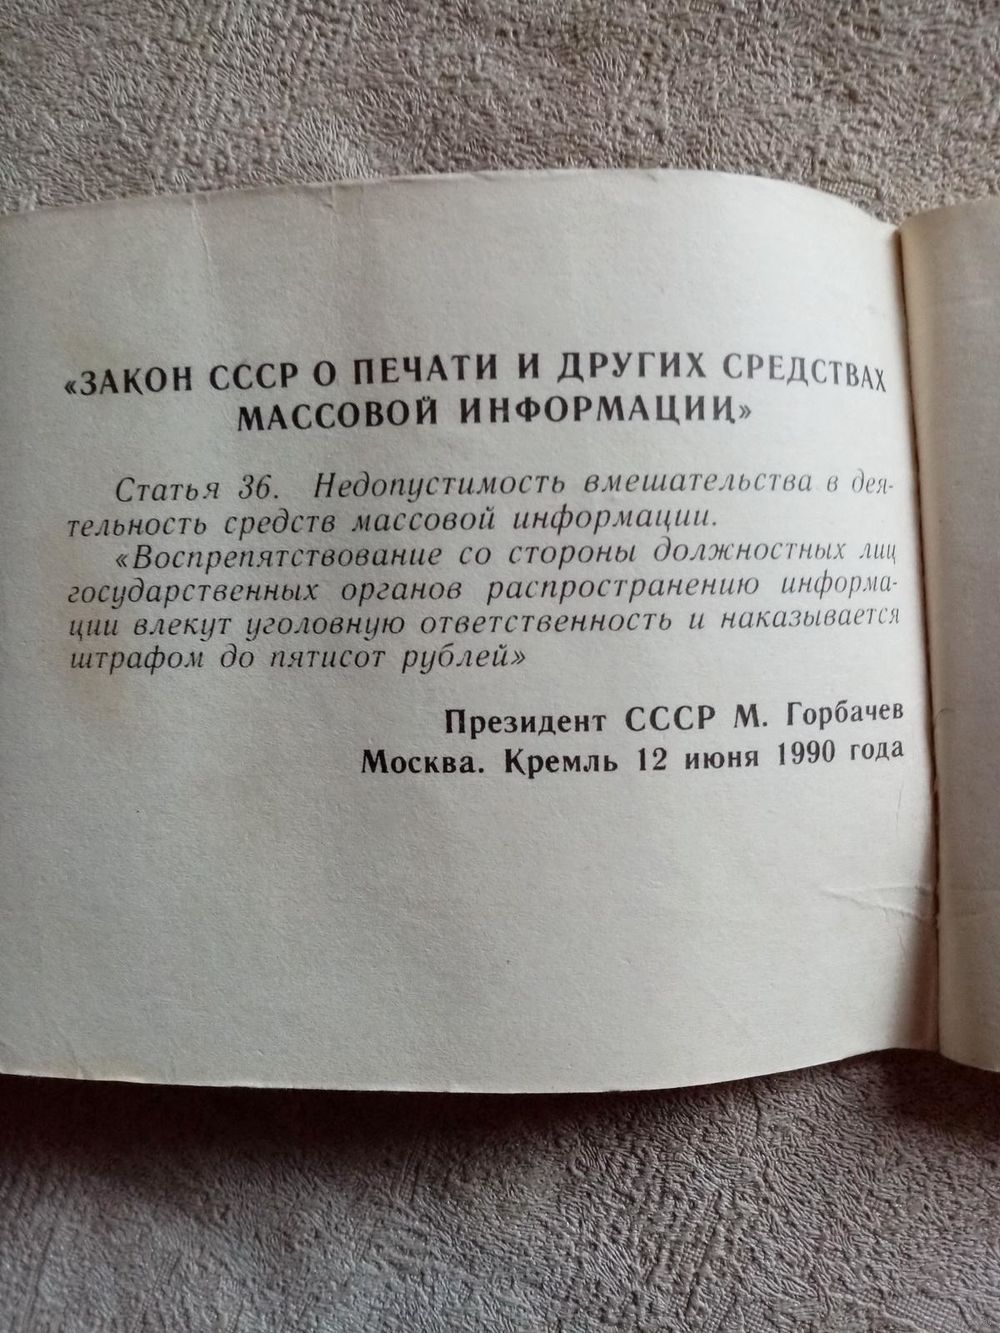 «ЗАКОН СССР О ПЕЧАТИ И ДРУГИХ СРЕДСТВАХ
МАССОВОЙ ИНФОРМАЦИИ»
Статья 36. Недопустимость вмешательства в дея-
тельность средств массовой информации.
«Воспрепятствование со стороны должностных лиц
государственных органов распространению информа-
ции влекут уголовную ответственность и наказывается
штрафом до пятисот рублей»
Президент СССР М. Горбачев
Москва. Кремль 12 июня 1990 года